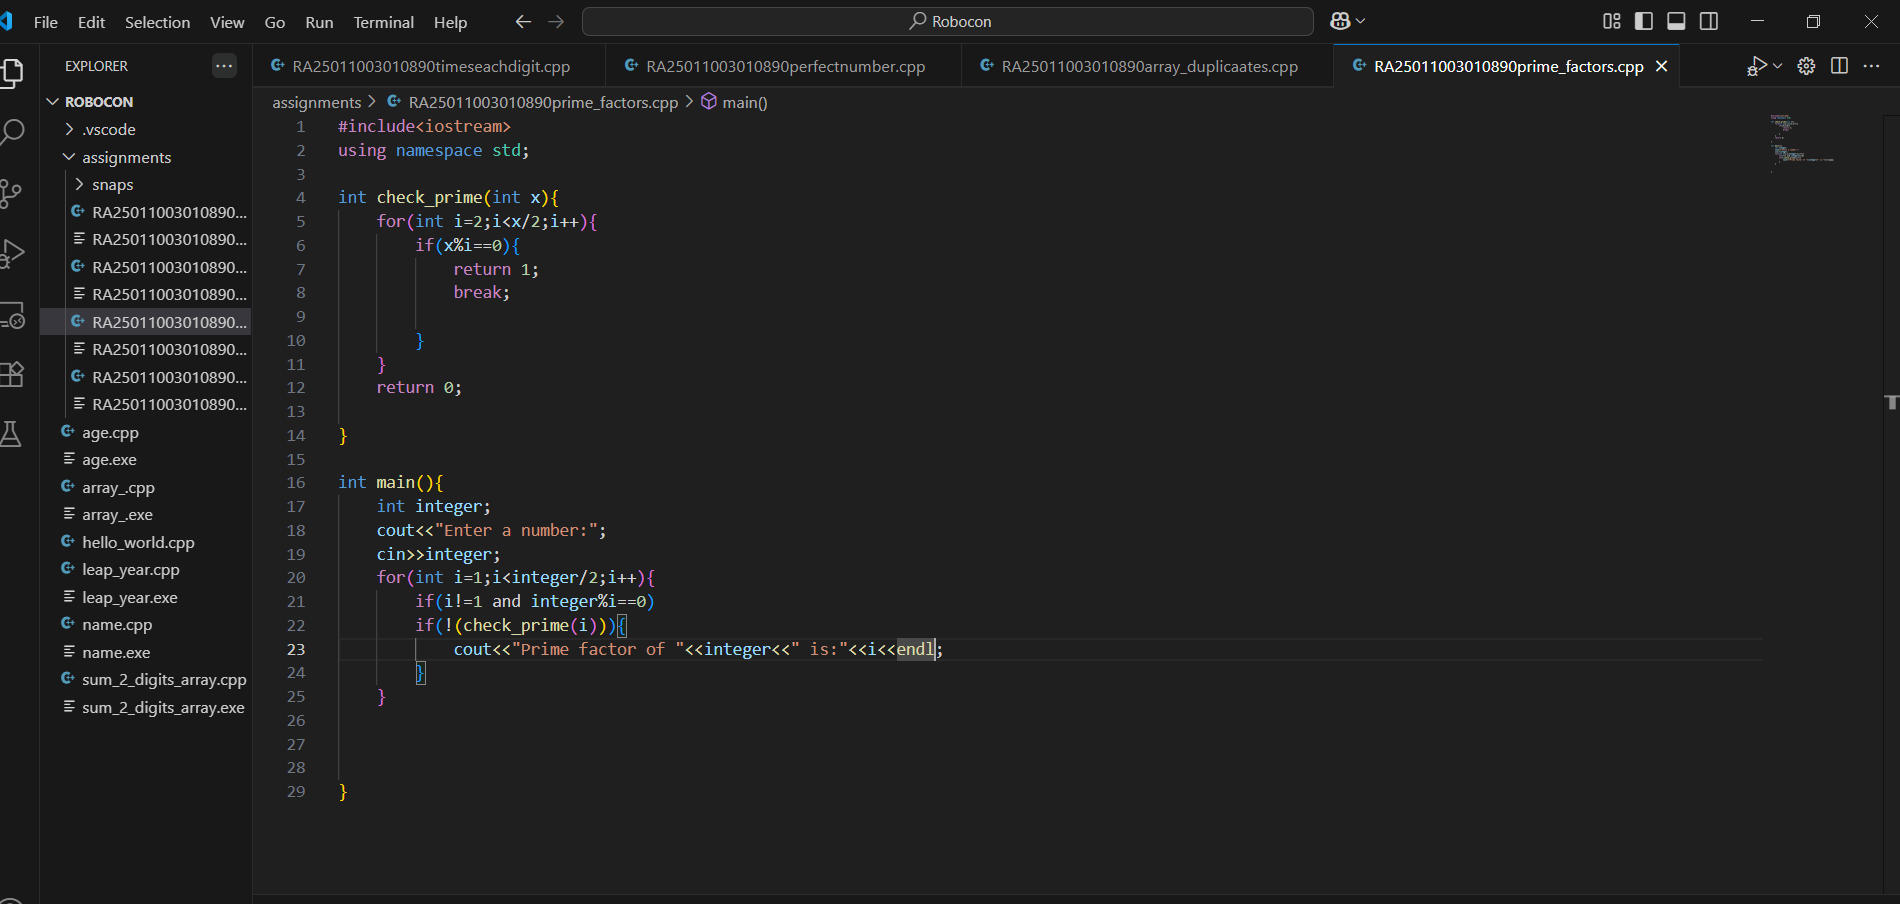 File Edit Selection View Go Run Terminal Help
Robocon
EXPLORER
ROBOCON
.vscode
assignments
snaps
RA25011003010890...
RA25011003010890...
RA25011003010890...
RA25011003010890...
RA25011003010890...
RA25011003010890...
RA25011003010890...
RA25011003010890...
age.cpp
age.exe
array_.cpp
array_.exe
hello_world.cpp
leap_year.cpp
leap_year.exe
name.cpp
name.exe
sum_2_digits_array.cpp
sum_2_digits_array.exe
RA25011003010890timeseachdigit.cpp RA25011003010890perfectnumber.cpp RA25011003010890array_duplicaates.cpp RA25011003010890prime_factors.cpp
assignments > RA25011003010890prime_factors.cpp > main()
1 #include<iostream>
2 using namespace std;
3
4 int check_prime(int x){
5 for(int i=2;i<x/2;i++){
6 if(x%i==0){
7 return 1;
8 break;
9
10 }
11 }
12 return 0;
13
14 }
15
16 int main(){
17 int integer;
18 cout<<"Enter a number:";
19 cin>>integer;
20 for(int i=1;i<integer/2;i++){
21 if(i!=1 and integer%i==0)
22 if(!(check_prime(i))){
23 cout<<"Prime factor of "<<integer<<" is:"<<i<<endl;
24 }
25 }
26
27
28
29 }